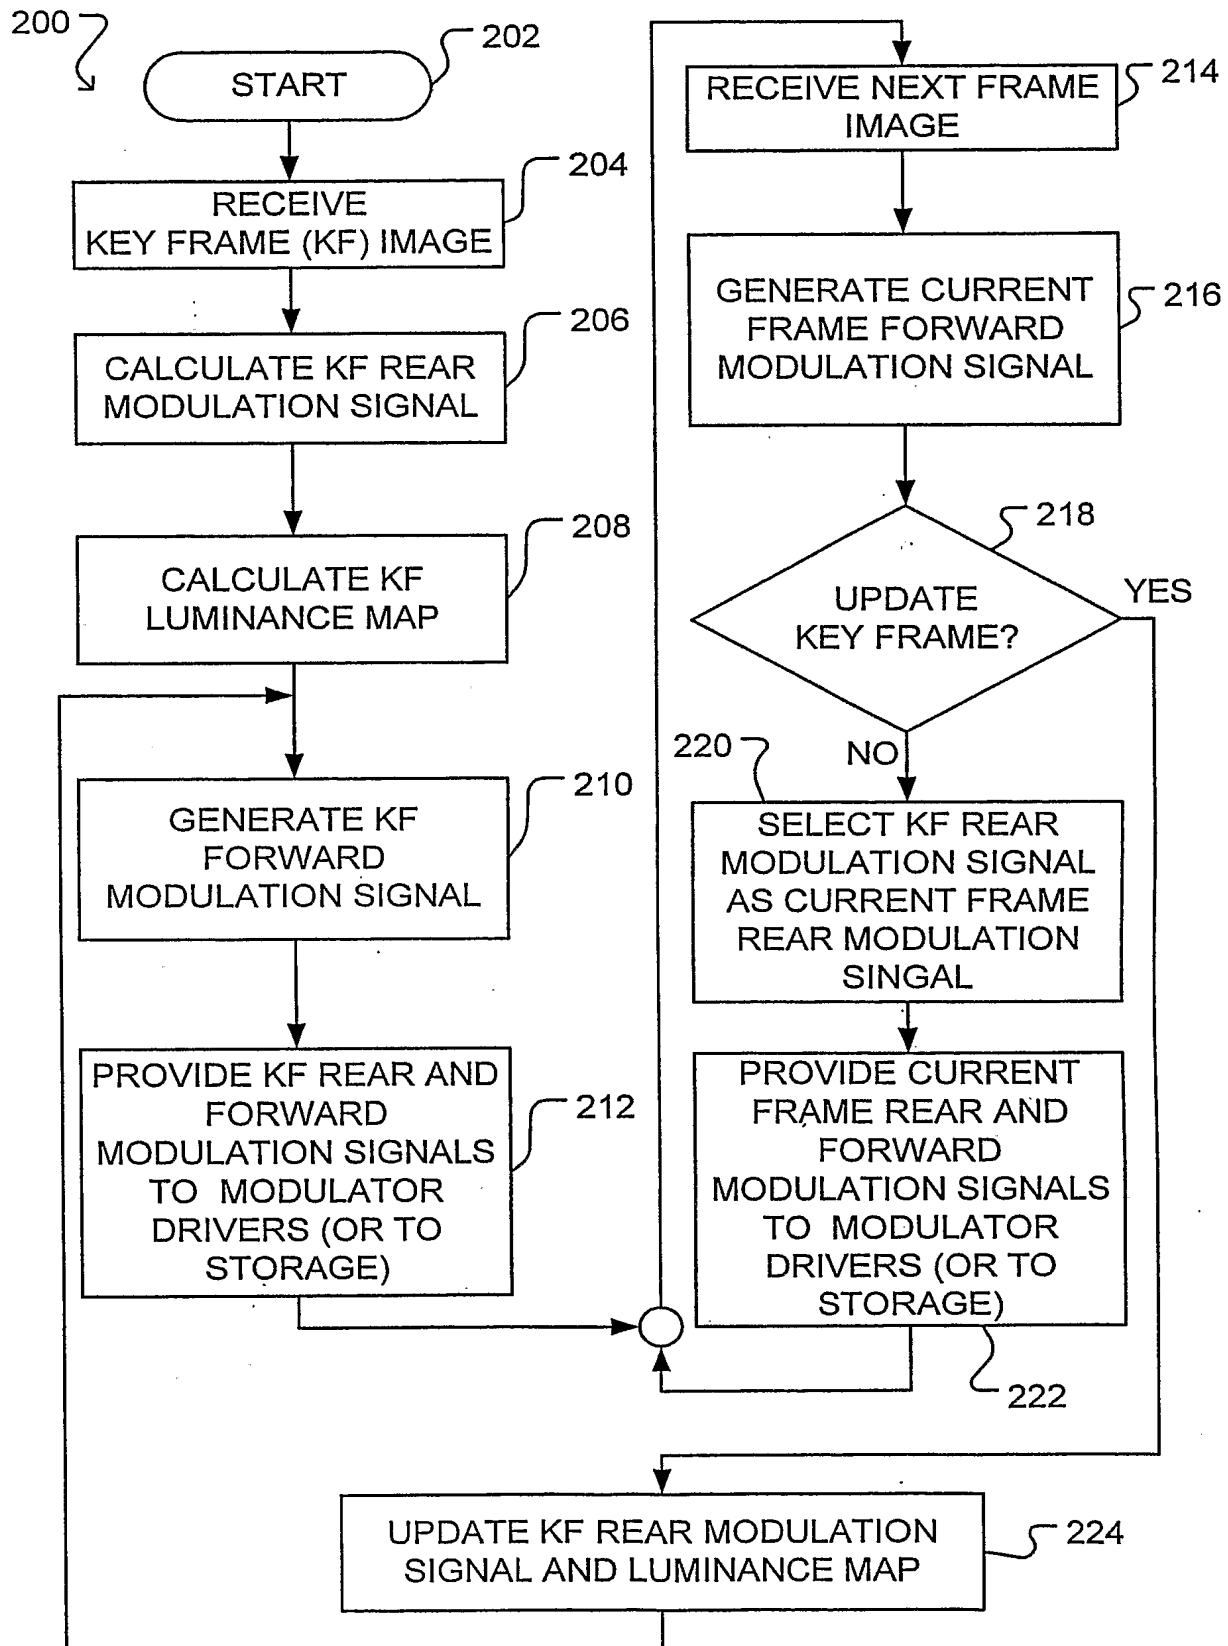 200
START
202
RECEIVE
KEY FRAME (KF) IMAGE
204
CALCULATE KF REAR
MODULATION SIGNAL
206
CALCULATE KF
LUMINANCE MAP
208
GENERATE KF
FORWARD
MODULATION SIGNAL
210
PROVIDE KF REAR AND
FORWARD
MODULATION SIGNALS
TO MODULATOR
DRIVERS (OR TO
STORAGE)
212
RECEIVE NEXT FRAME
IMAGE
214
GENERATE CURRENT
FRAME FORWARD
MODULATION SIGNAL
216
UPDATE
KEY FRAME?
218
YES
NO
220
SELECT KF REAR
MODULATION SIGNAL
AS CURRENT FRAME
REAR MODULATION
SINGAL
PROVIDE CURRENT
FRAME REAR AND
FORWARD
MODULATION SIGNALS
TO MODULATOR
DRIVERS (OR TO
STORAGE)
222
UPDATE KF REAR MODULATION
SIGNAL AND LUMINANCE MAP
224